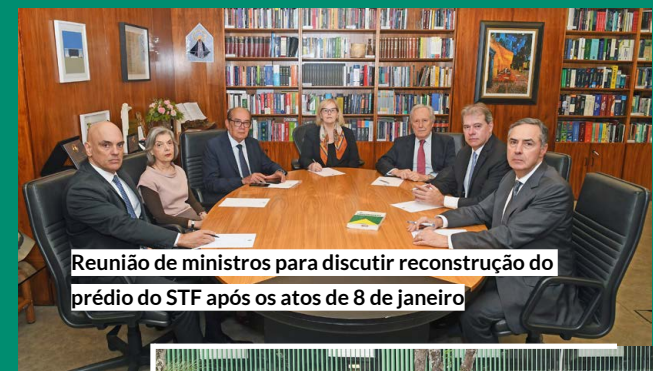 Reunião de ministros para discutir reconstrução do
prédio do STF após os atos de 8 de janeiro